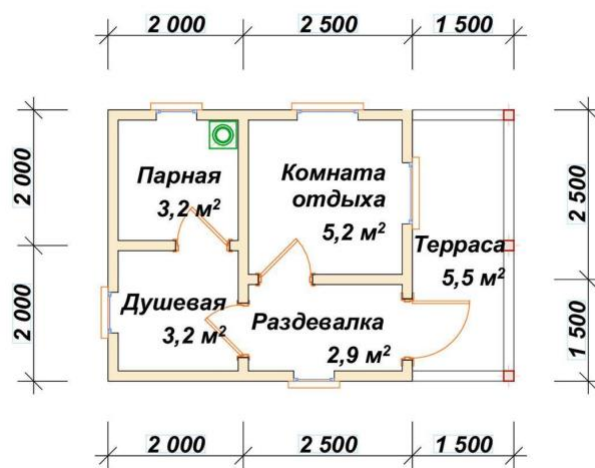 2 000 2 500 1 500
Парная
3,2 м²
Комната
отдыха
5,2 м²
Терраса
5,5 м²
Душевая
3,2 м²
Раздевалка
2,9 м²
2 000
2 000
2 500
1 500
2 000 2 500 1 500